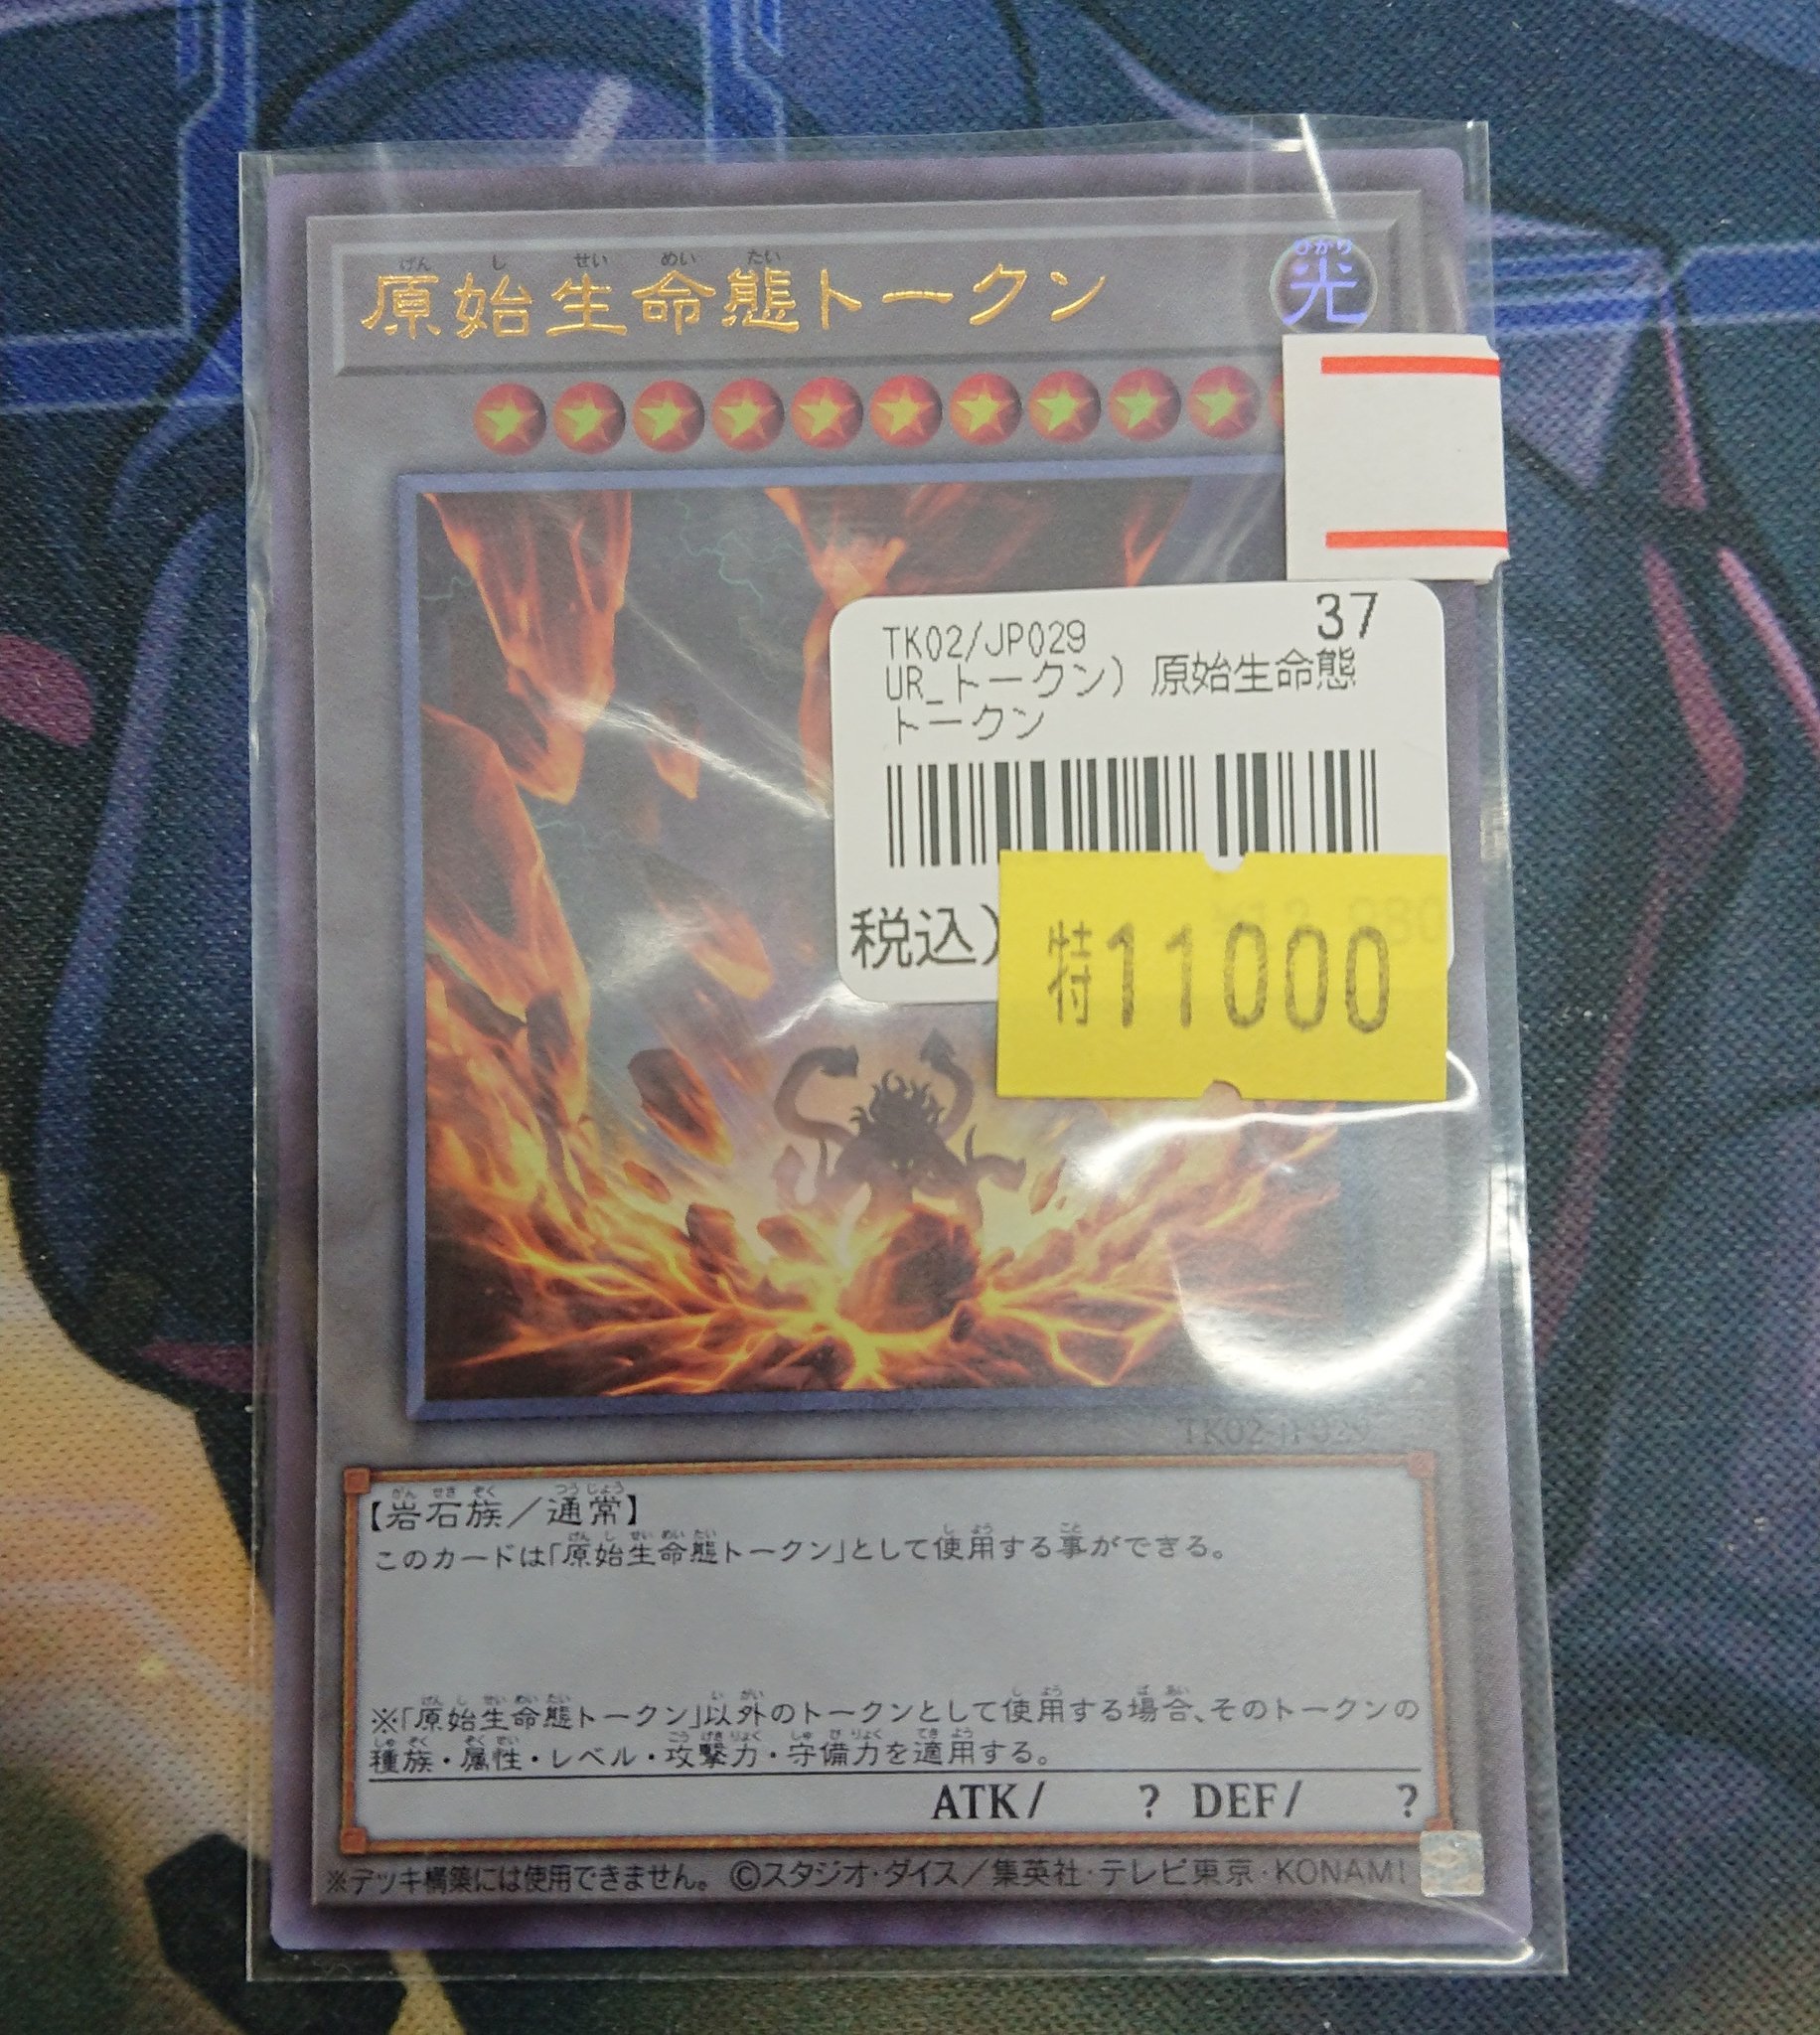 原始生命態トークン
光
TK02/JP029
37
UR_トークン) 原始生命態
トークン
税込)
特付 11000
TK02-JP029
【岩石族／通常】
このカードは「原始生命態トークン」として使用する事ができる。
※「原始生命態トークン」以外のトークンとして使用する場合、そのトークンの
種族・属性・レベル・攻撃力・守備力を適用する。
ATK/ ? DEF/ ?
※デッキ構築には使用できません。 ©スタジオ・ダイス／集英社・テレビ東京・KONAMI